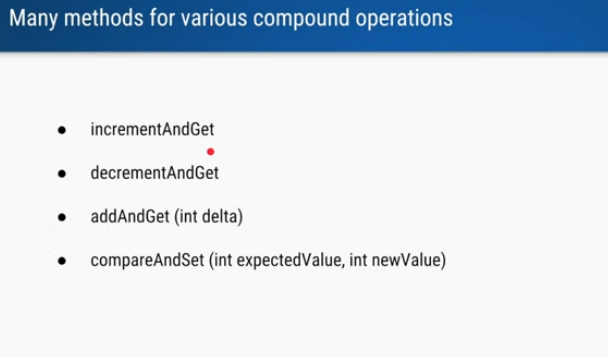 Many methods for various compound operations
● incrementAndGet
● decrementAndGet
● addAndGet (int delta)
● compareAndSet (int expectedValue, int newValue)